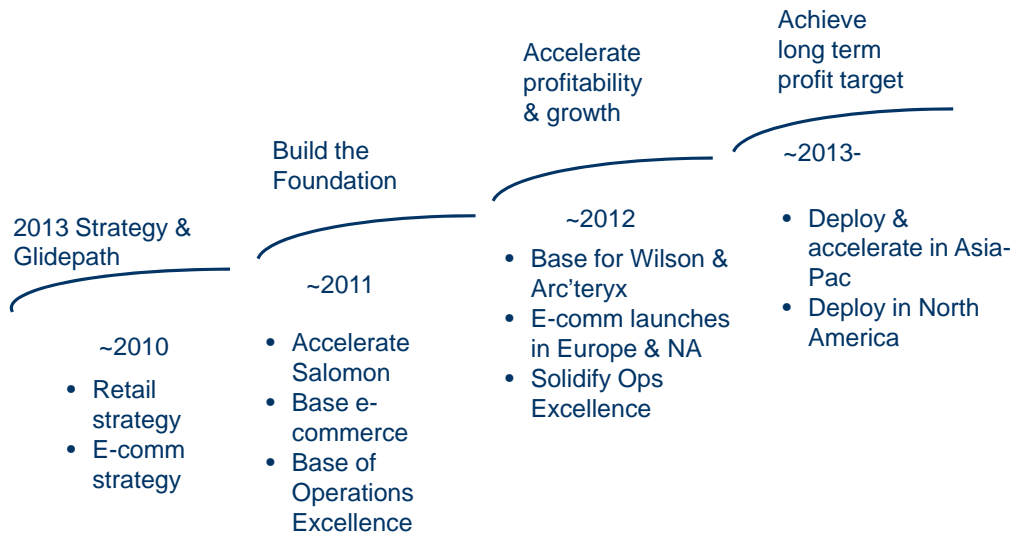 2013 Strategy &
Glidepath
~2010
• Retail
strategy
• E-comm
strategy
Build the
Foundation
~2011
• Accelerate
Salomon
• Base e-
commerce
• Base of
Operations
Excellence
Accelerate
profitability
& growth
~2012
• Base for Wilson &
Arc’teryx
• E-comm launches
in Europe & NA
• Solidify Ops
Excellence
Achieve
long term
profit target
~2013-
• Deploy &
accelerate in Asia-
Pac
• Deploy in North
America